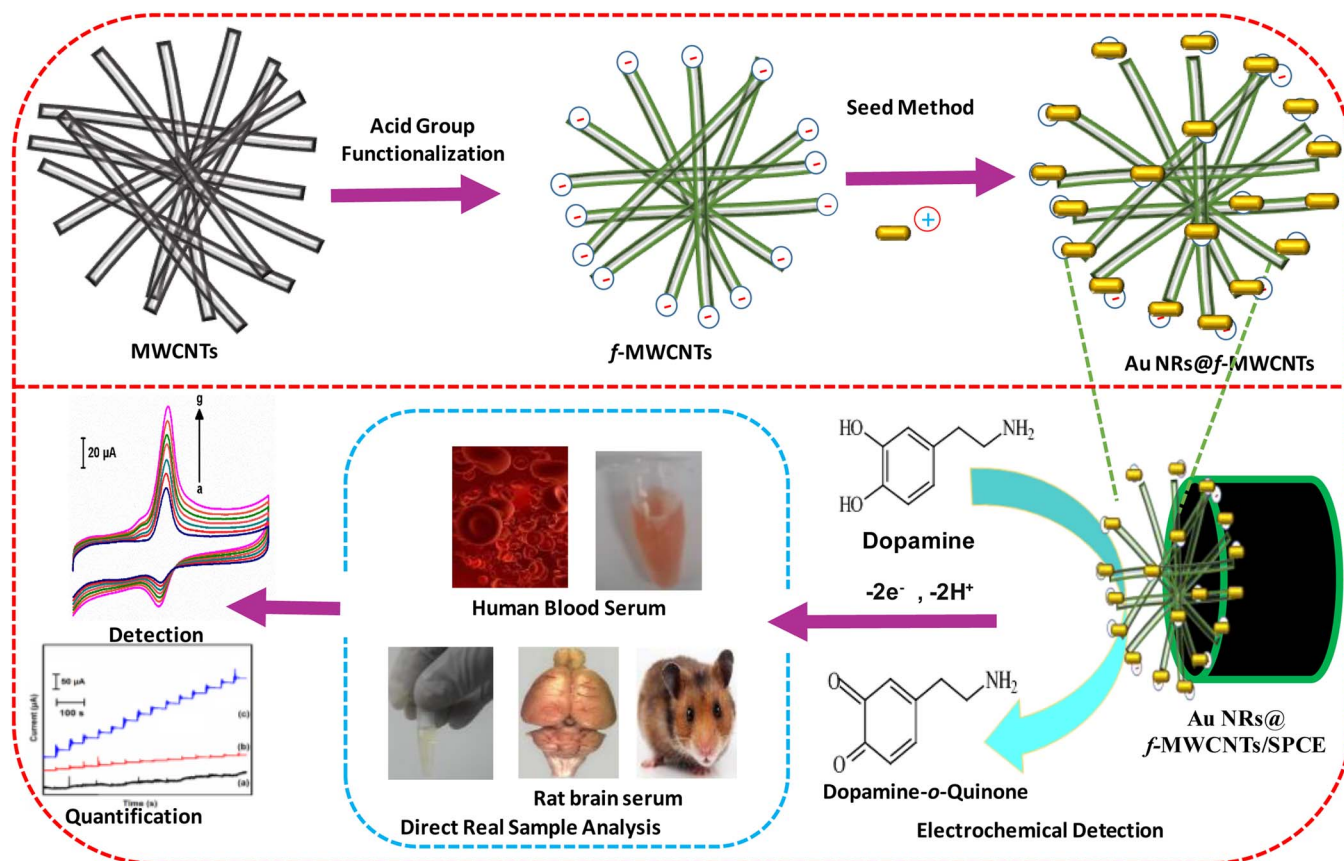 Acid Group
Functionalization
Seed Method
+
MWCNTs
f-MWCNTs
Au NRs@f-MWCNTs
g
20 µA
a
Detection
50 µA
100 s
Current (µA)
(c)
(b)
(a)
Time (s)
Quantification
Human Blood Serum
Rat brain serum
Direct Real Sample Analysis
HO
NH2
HO
Dopamine
-2e- , -2H+
O
NH2
O
Dopamine-o-Quinone
Electrochemical Detection
Au NRs@
f-MWCNTs/SPCE